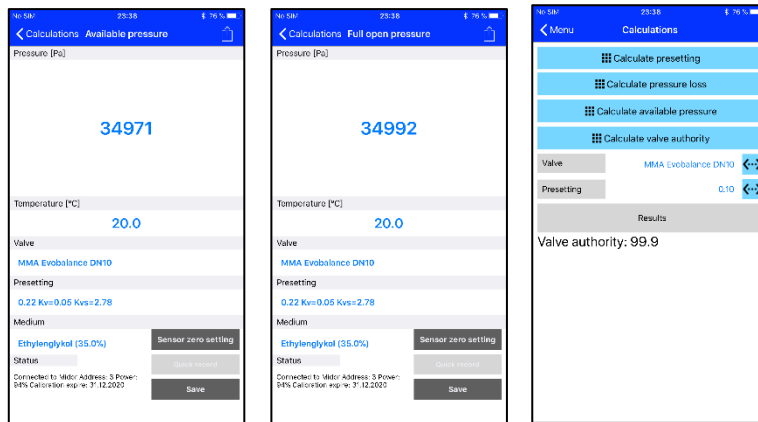 No SIM 23:38 76 %
Calculations Available pressure
Pressure [Pa]
34971
Temperature [°C]
20.0
Valve
MMA Evobalance DN10
Presetting
0.22 Kv=0.05 Kvs=2.78
Medium
Ethylenglykol (35.0%)
Sensor zero setting
Status
Quick record
Connected to Midor Address: S Power:
94% Calibration expire: 31.12.2020
Save
No SIM 23:38 76 %
Calculations Full open pressure
Pressure [Pa]
34992
Temperature [°C]
20.0
Valve
MMA Evobalance DN10
Presetting
0.22 Kv=0.05 Kvs=2.78
Medium
Ethylenglykol (35.0%)
Sensor zero setting
Status
Quick record
Connected to Midor Address: S Power:
94% Calibration expire: 31.12.2020
Save
No SIM 23:38 76 %
Menu Calculations
Calculate presetting
Calculate pressure loss
Calculate available pressure
Calculate valve authority
Valve MMA Evobalance DN10
Presetting 0.10
Results
Valve authority: 99.9